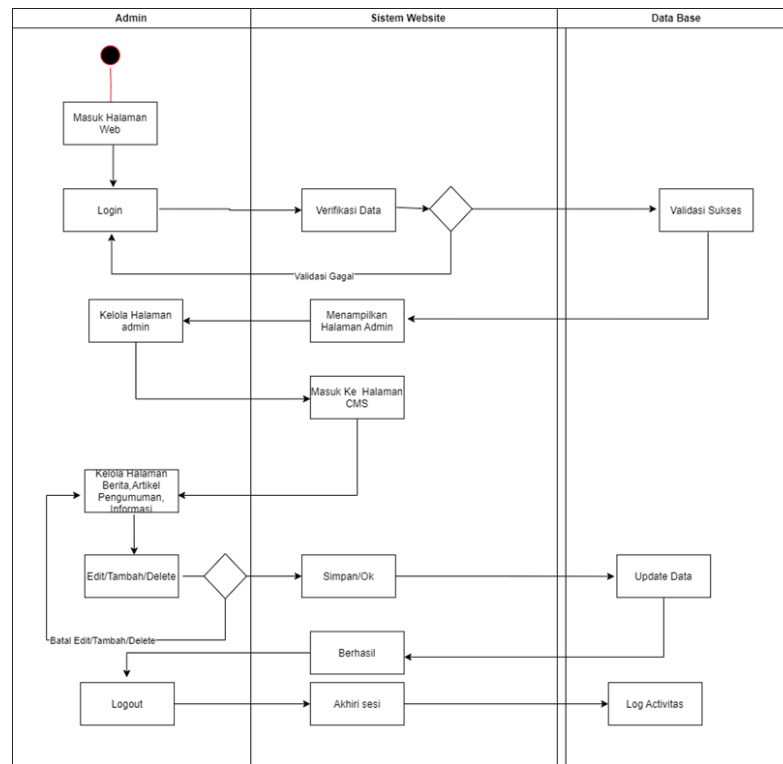 Admin
Sistem Website
Data Base
Masuk Halaman
Web
Login
Verifikasi Data
Validasi Sukses
Validasi Gagal
Kelola Halaman
admin
Menampilkan
Halaman Admin
Masuk Ke Halaman
CMS
Kelola Halaman
Berita,Artikel
Pengumuman,
Informasi
Edit/Tambah/Delete
Simpan/Ok
Update Data
Batal Edit/Tambah/Delete
Berhasil
Logout
Akhiri sesi
Log Activitas